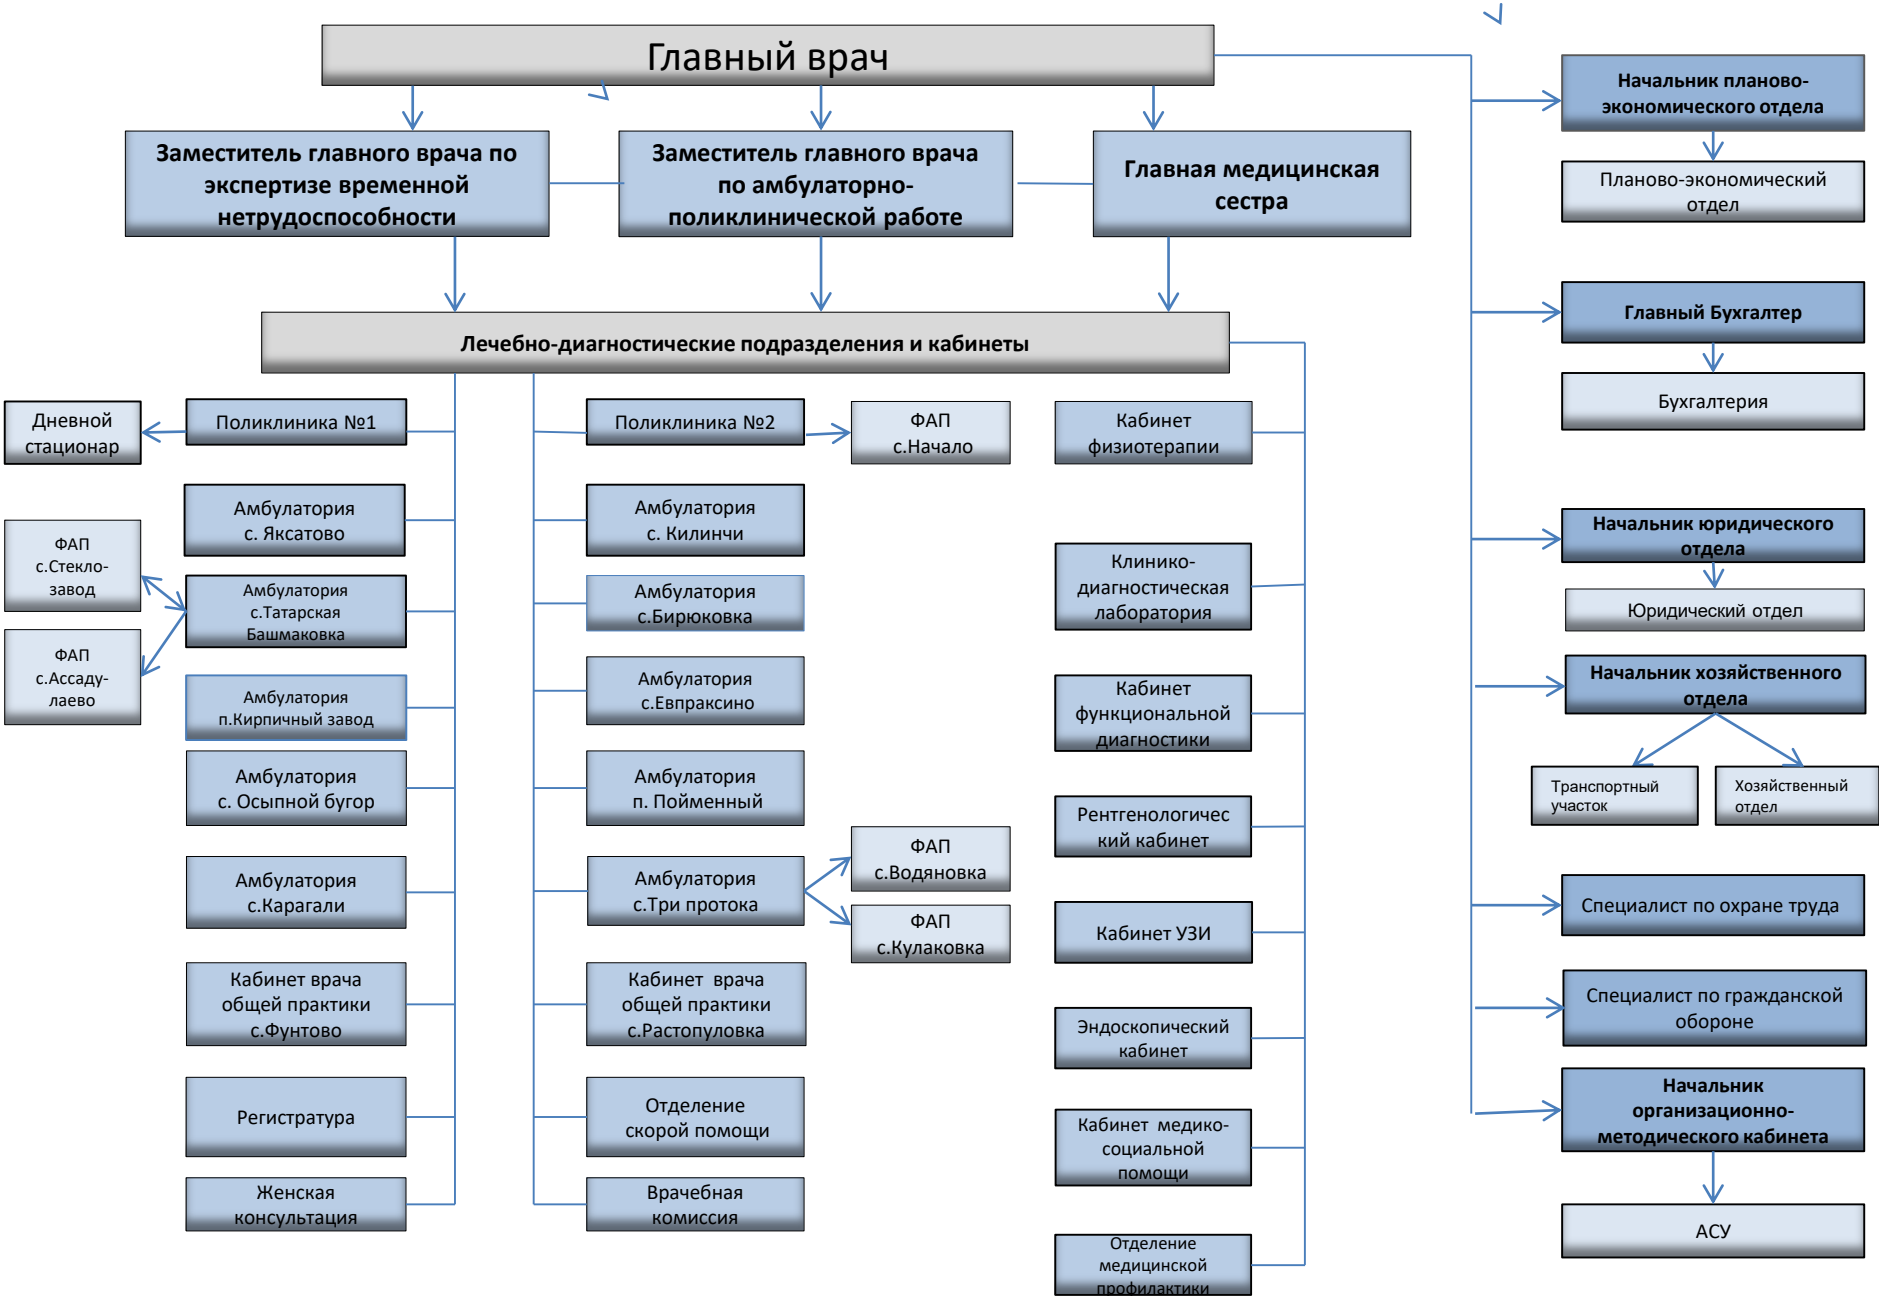 Главный врач
Заместитель главного врача по
экспертизе временной
нетрудоспособности
Заместитель главного врача
по амбулаторно-
поликлинической работе
Главная медицинская
сестра
Лечебно-диагностические подразделения и кабинеты
Дневной
стационар
Поликлиника №1
Амбулатория
с. Яксатово
ФАП
с.Стекло-
завод
Амбулатория
с.Татарская
Башмаковка
ФАП
с.Ассаду-
лаево
Амбулатория
п.Кирпичный завод
Амбулатория
с. Осыпной бугор
Амбулатория
с.Карагали
Кабинет врача
общей практики
с.Фунтово
Регистратура
Женская
консультация
Поликлиника №2
ФАП
с.Начало
Амбулатория
с. Килинчи
Амбулатория
с.Бирюковка
Амбулатория
с.Евпраксино
Амбулатория
п. Пойменный
Амбулатория
с.Три протока
ФАП
с.Водяновка
ФАП
с.Кулаковка
Кабинет врача
общей практики
с.Растопуловка
Отделение
скорой помощи
Врачебная
комиссия
Кабинет
физиотерапии
Клинико-
диагностическая
лаборатория
Кабинет
функциональной
диагностики
Рентгенологичес
кий кабинет
Кабинет УЗИ
Эндоскопический
кабинет
Кабинет медико-
социальной
помощи
Отделение
медицинской
профилактики
Начальник планово-
экономического отдела
Планово-экономический
отдел
Главный Бухгалтер
Бухгалтерия
Начальник юридического
отдела
Юридический отдел
Начальник хозяйственного
отдела
Транспортный
участок
Хозяйственный
отдел
Специалист по охране труда
Специалист по гражданской
обороне
Начальник
организационно-
методического кабинета
АСУ